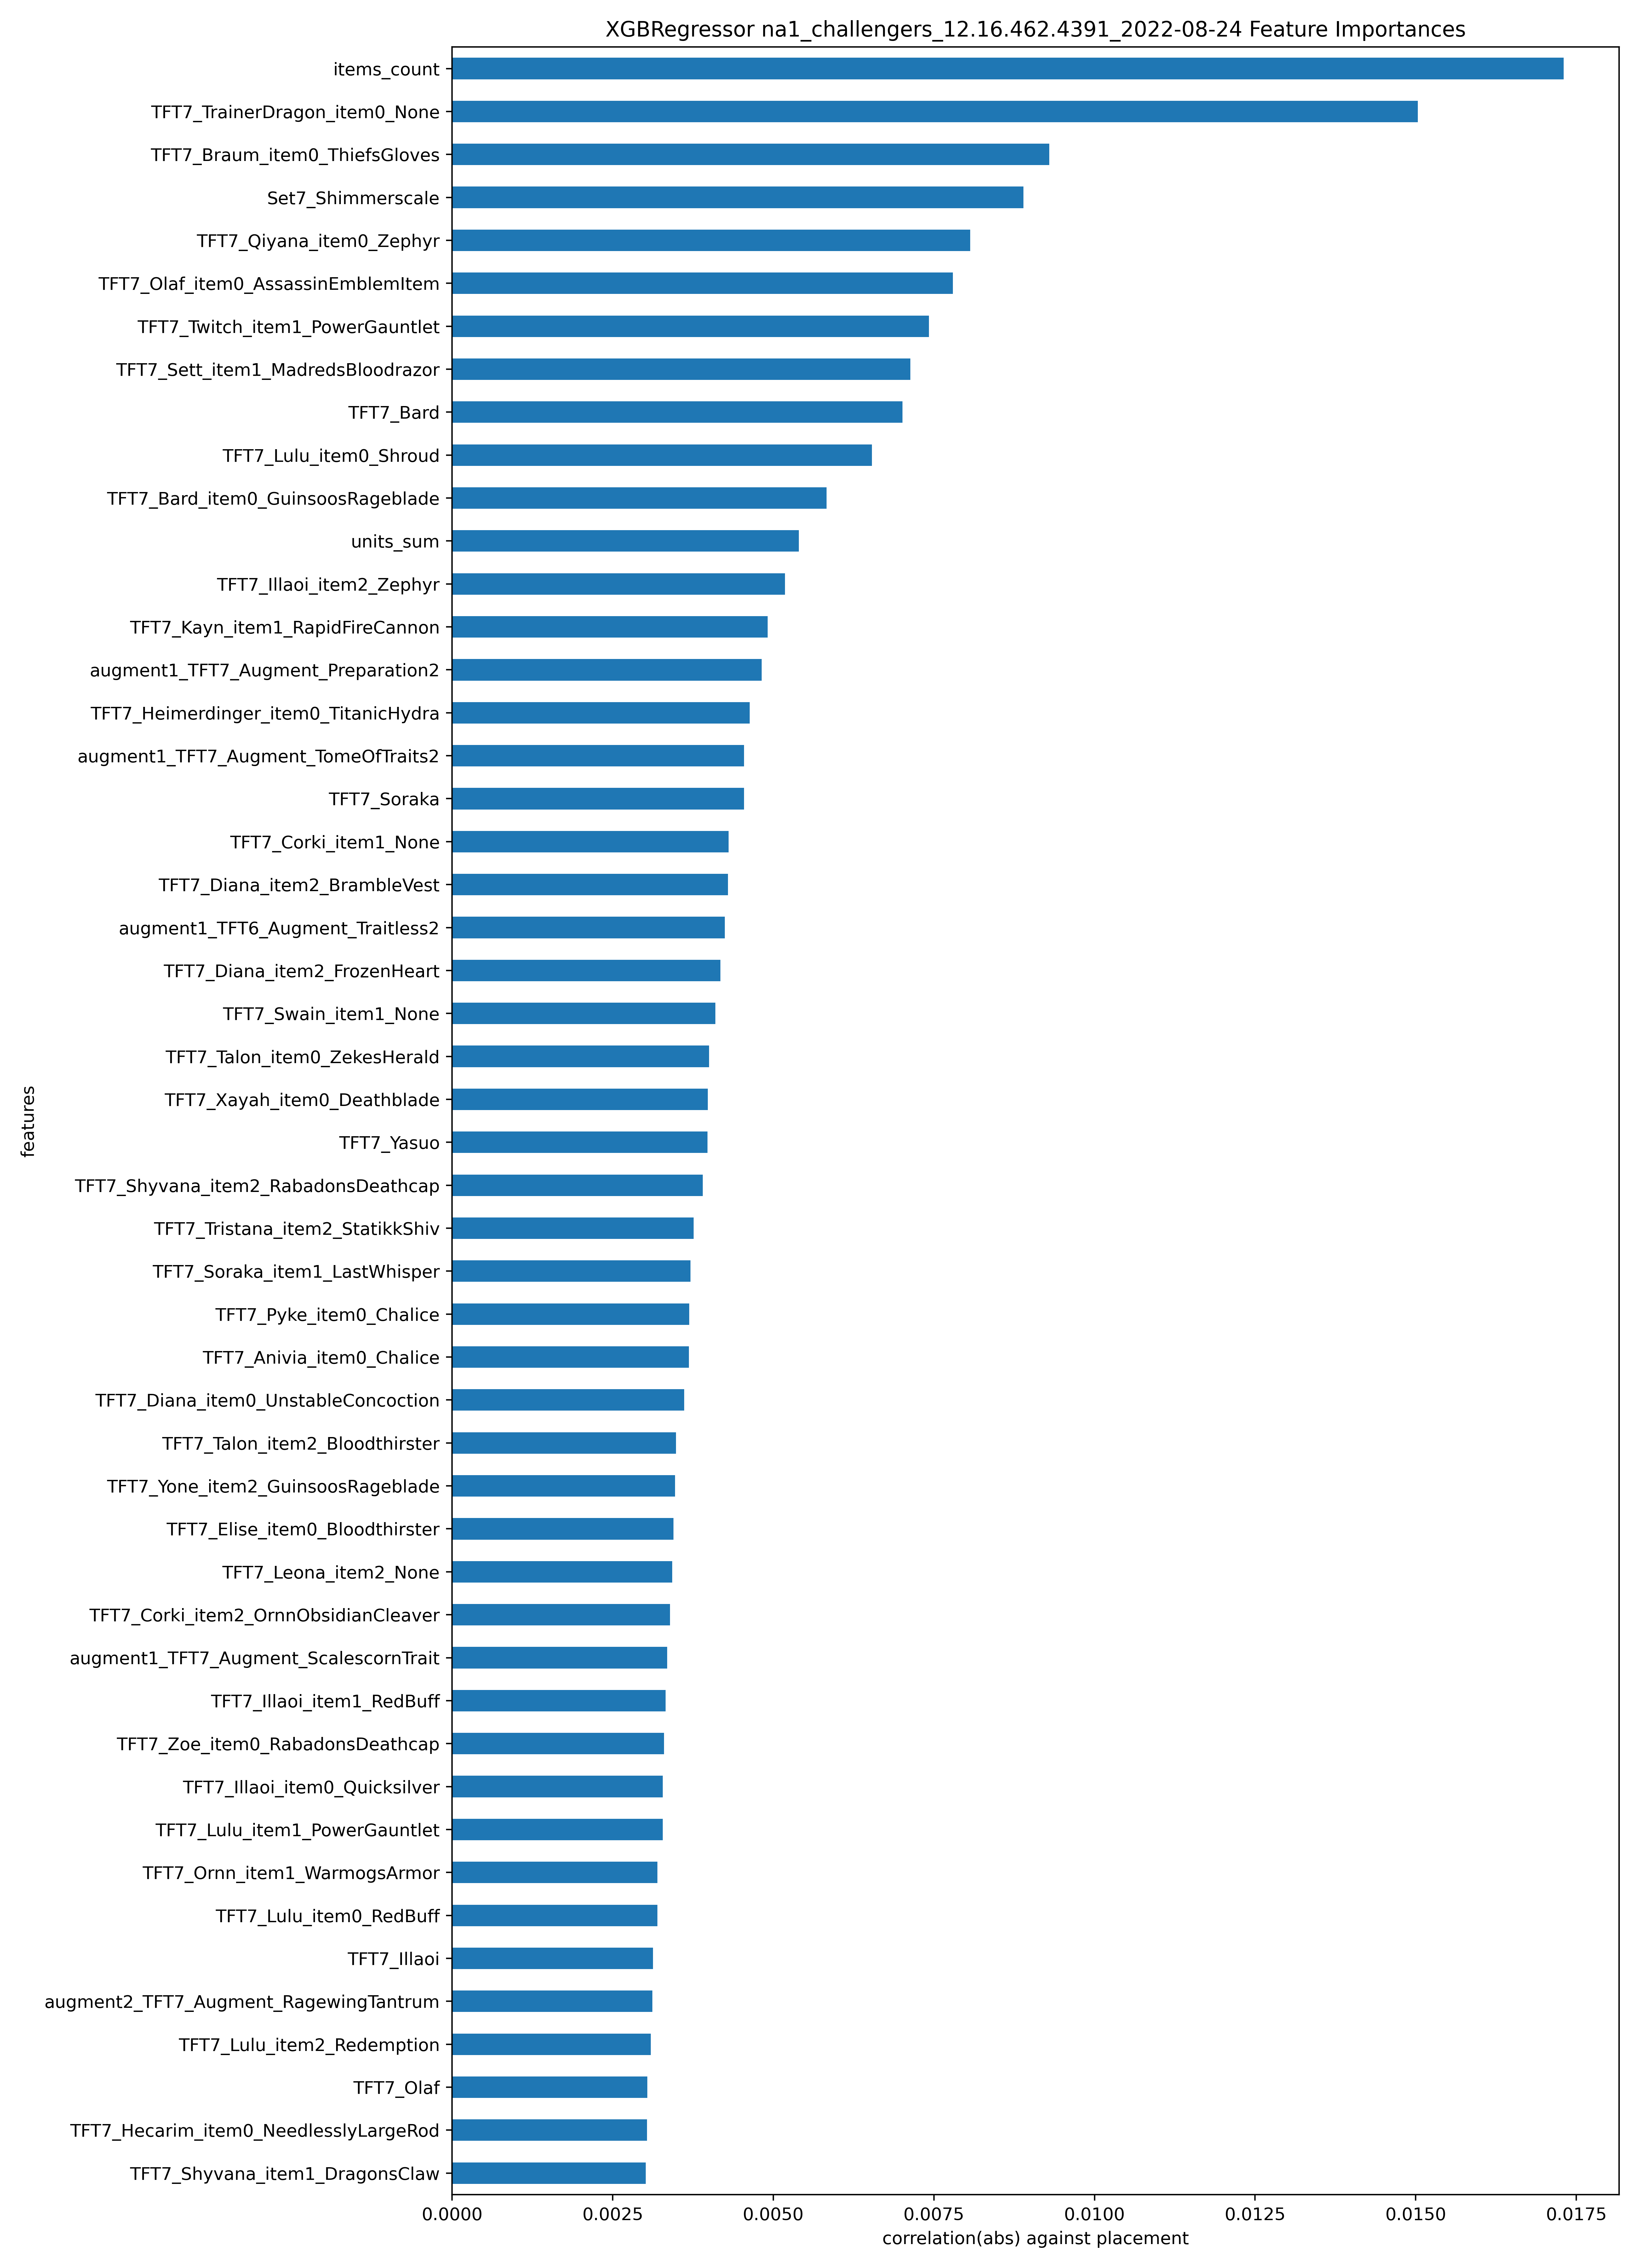 XGBRegressor na1_challengers_12.16.462.4391_2022-08-24 Feature Importances
items_count
TFT7_TrainerDragon_item0_None
TFT7_Braum_item0_ThiefsGloves
Set7_Shimmerscale
TFT7_Qiyana_item0_Zephyr
TFT7_Olaf_item0_AssassinEmblemItem
TFT7_Twitch_item1_PowerGauntlet
TFT7_Sett_item1_MadredsBloodrazor
TFT7_Bard
TFT7_Lulu_item0_Shroud
TFT7_Bard_item0_GuinsoosRageblade
units_sum
TFT7_Illaoi_item2_Zephyr
TFT7_Kayn_item1_RapidFireCannon
augment1_TFT7_Augment_Preparation2
TFT7_Heimerdinger_item0_TitanicHydra
augment1_TFT7_Augment_TomeOfTraits2
TFT7_Soraka
TFT7_Corki_item1_None
TFT7_Diana_item2_BrambleVest
augment1_TFT6_Augment_Traitless2
TFT7_Diana_item2_FrozenHeart
TFT7_Swain_item1_None
TFT7_Talon_item0_ZekesHerald
TFT7_Xayah_item0_Deathblade
TFT7_Yasuo
TFT7_Shyvana_item2_RabadonsDeathcap
TFT7_Tristana_item2_StatikkShiv
TFT7_Soraka_item1_LastWhisper
TFT7_Pyke_item0_Chalice
TFT7_Anivia_item0_Chalice
TFT7_Diana_item0_UnstableConcoction
TFT7_Talon_item2_Bloodthirster
TFT7_Yone_item2_GuinsoosRageblade
TFT7_Elise_item0_Bloodthirster
TFT7_Leona_item2_None
TFT7_Corki_item2_OrnnObsidianCleaver
augment1_TFT7_Augment_ScalescornTrait
TFT7_Illaoi_item1_RedBuff
TFT7_Zoe_item0_RabadonsDeathcap
TFT7_Illaoi_item0_Quicksilver
TFT7_Lulu_item1_PowerGauntlet
TFT7_Ornn_item1_WarmogsArmor
TFT7_Lulu_item0_RedBuff
TFT7_Illaoi
augment2_TFT7_Augment_RagewingTantrum
TFT7_Lulu_item2_Redemption
TFT7_Olaf
TFT7_Hecarim_item0_NeedlesslyLargeRod
TFT7_Shyvana_item1_DragonsClaw
features
0.0000 0.0025 0.0050 0.0075 0.0100 0.0125 0.0150 0.0175
correlation(abs) against placement